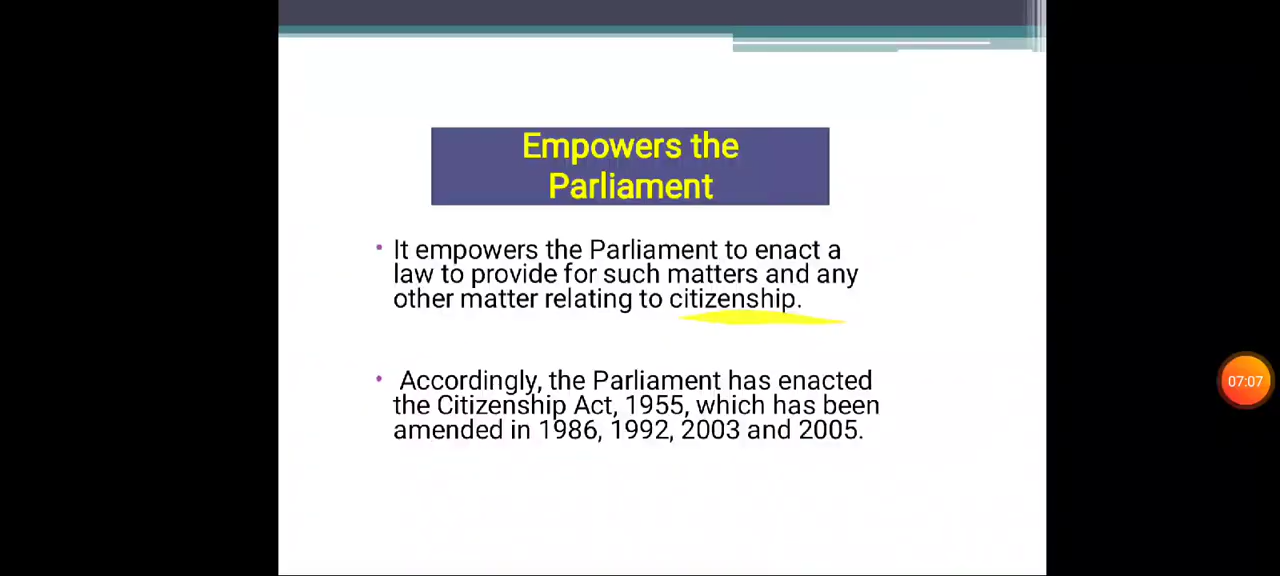 Empowers the
Parliament
• It empowers the Parliament to enact a
law to provide for such matters and any
other matter relating to citizenship.
• Accordingly, the Parliament has enacted
the Citizenship Act, 1955, which has been
amended in 1986, 1992, 2003 and 2005.
07:07